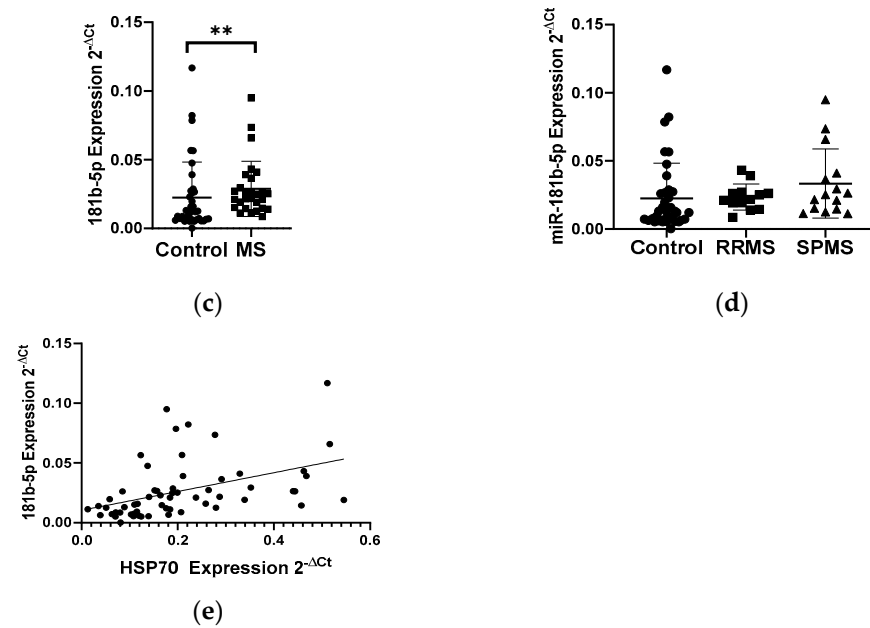 0.15
0.10
0.05
0.00
181b-5p Expression 2-ΔCt
**
Control MS
(c)
0.15
0.10
0.05
0.00
miR-181b-5p Expression 2-ΔCt
Control RRMS SPMS
(d)
0.15
0.10
0.05
0.00
181b-5p Expression 2-ΔCt
0.0 0.2 0.4 0.6
HSP70 Expression 2-ΔCt
(e)